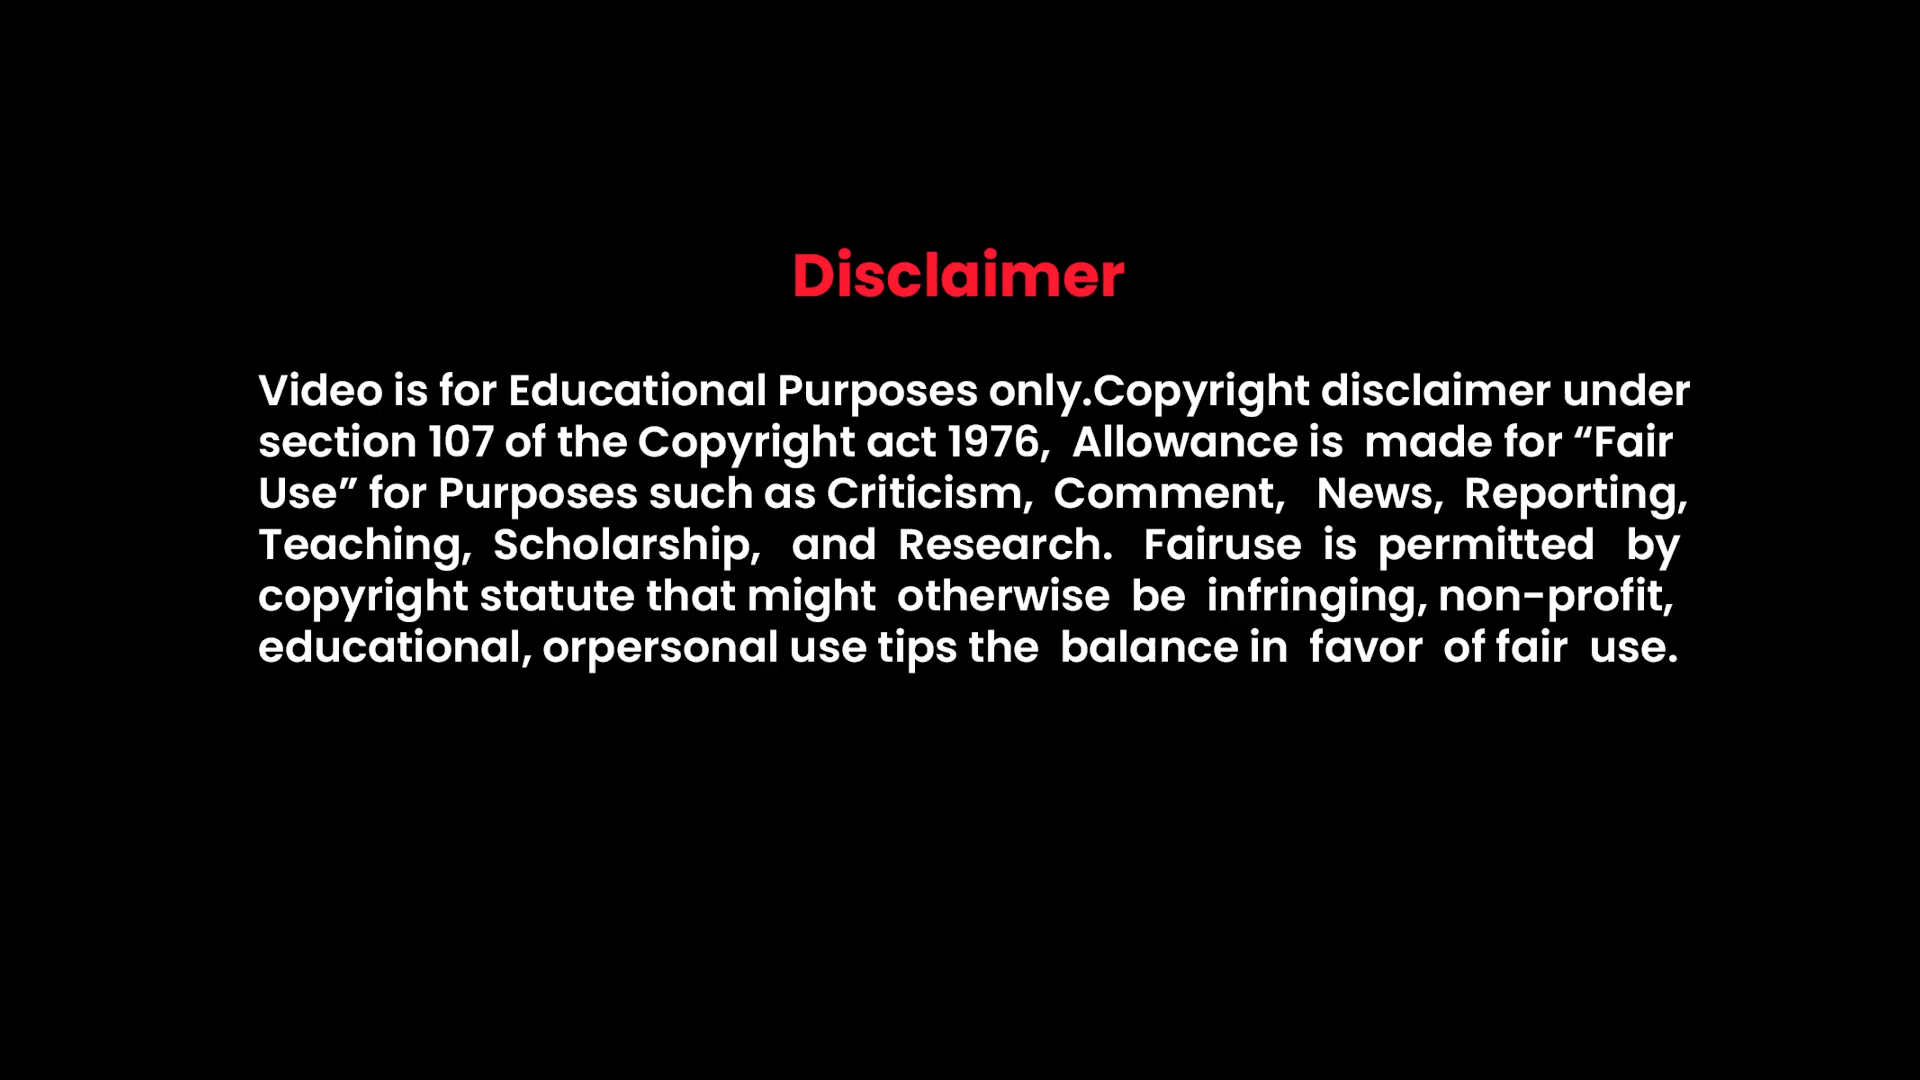 Disclaimer
Video is for Educational Purposes only.Copyright disclaimer under
section 107 of the Copyright act 1976, Allowance is made for “Fair
Use” for Purposes such as Criticism, Comment, News, Reporting,
Teaching, Scholarship, and Research. Fairuse is permitted by
copyright statute that might otherwise be infringing, non-profit,
educational, orpersonal use tips the balance in favor of fair use.